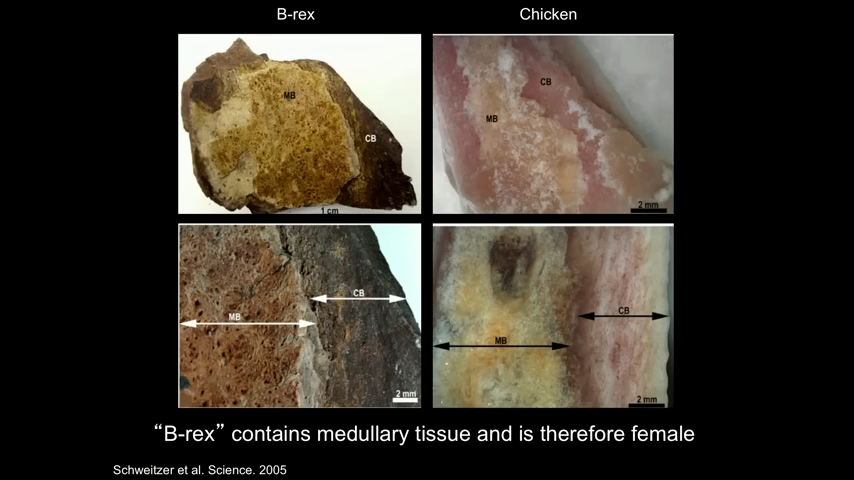 B-rex
Chicken
MB
CB
1 cm
CB
MB
2 mm
CB
MB
2 mm
CB
MB
2 mm
“B-rex” contains medullary tissue and is therefore female
Schweitzer et al. Science. 2005